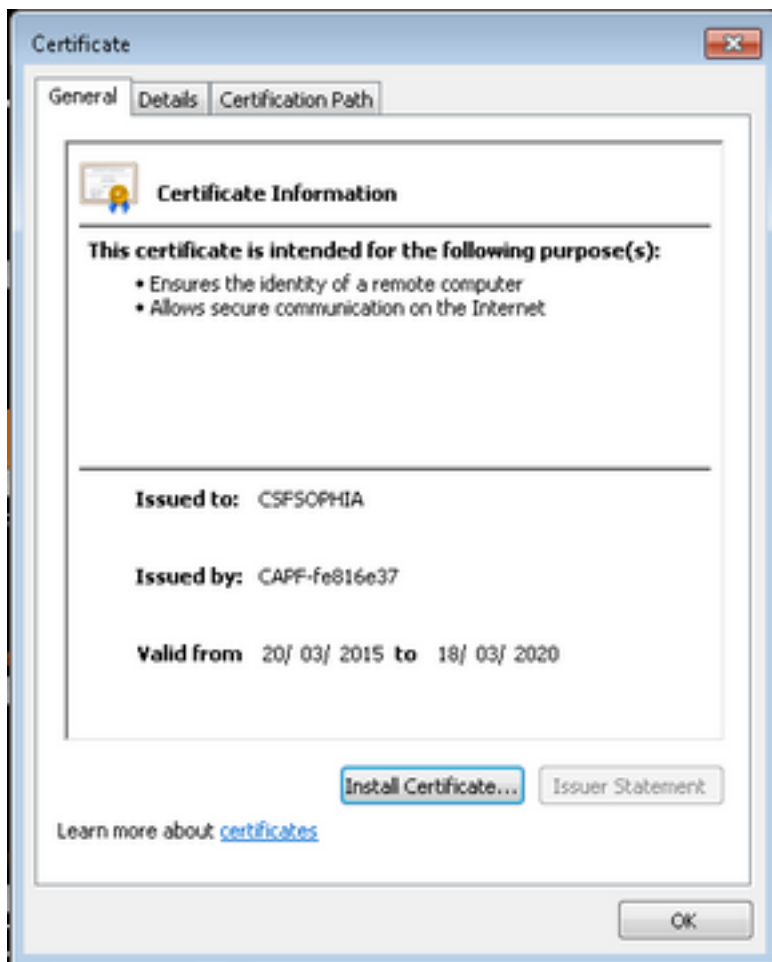 Certificate
General Details Certification Path
Certificate Information
This certificate is intended for the following purpose(s):
• Ensures the identity of a remote computer
• Allows secure communication on the Internet
Issued to: CSFSOPHIA
Issued by: CAPF-fe816e37
Valid from 20/ 03/ 2015 to 18/ 03/ 2020
Install Certificate... Issuer Statement
Learn more about certificates
OK